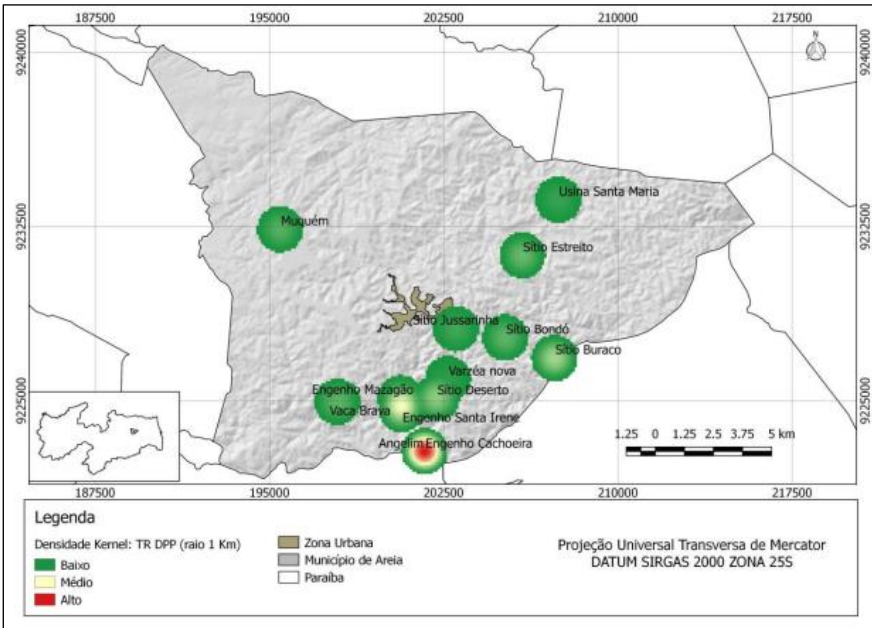 187500 195000 202500 210000 217500
9240000 9240000
N
Usina Santa Maria
Muquém
9232500 9232500
Sítio Estreito
Sítio Jussarinha
Sítio Bondó
Sítio Buraco
Varzéa nova
Engenho Mazagão Sítio Deserto
9225000 9225000
Vaca Brava
Engenho Santa Irene
Angelim Engenho Cachoeira
1.25 0 1.25 2.5 3.75 5 km
187500 195000 202500 210000 217500
Legenda
Densidade Kernel: TR DPP (raio 1 Km)
Baixo
Médio
Alto
Zona Urbana
Município de Areia
Paraíba
Projeção Universal Transversa de Mercator
DATUM SIRGAS 2000 ZONA 25S